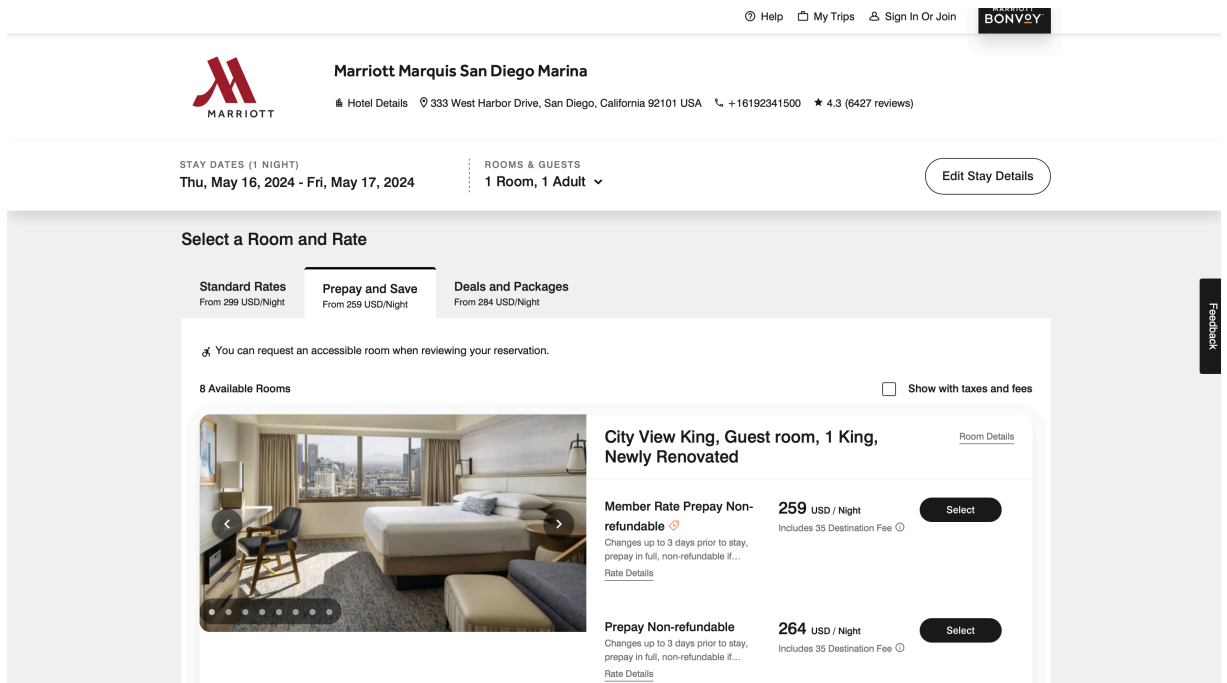 Help
My Trips
Sign In Or Join
MARRIOTT
BONVOY
Marriott Marquis San Diego Marina
MARRIOTT
Hotel Details
333 West Harbor Drive, San Diego, California 92101 USA
+16192341500
4.3 (6427 reviews)
STAY DATES (1 NIGHT)
Thu, May 16, 2024 - Fri, May 17, 2024
ROOMS & GUESTS
1 Room, 1 Adult
Edit Stay Details
Select a Room and Rate
Standard Rates
From 299 USD/Night
Prepay and Save
From 259 USD/Night
Deals and Packages
From 284 USD/Night
Feedback
You can request an accessible room when reviewing your reservation.
8 Available Rooms
Show with taxes and fees
City View King, Guest room, 1 King,
Newly Renovated
Room Details
Member Rate Prepay Non-
refundable
Changes up to 3 days prior to stay,
prepay in full, non-refundable if...
Rate Details
259 USD / Night
Includes 35 Destination Fee
Select
Prepay Non-refundable
Changes up to 3 days prior to stay,
prepay in full, non-refundable if...
Rate Details
264 USD / Night
Includes 35 Destination Fee
Select